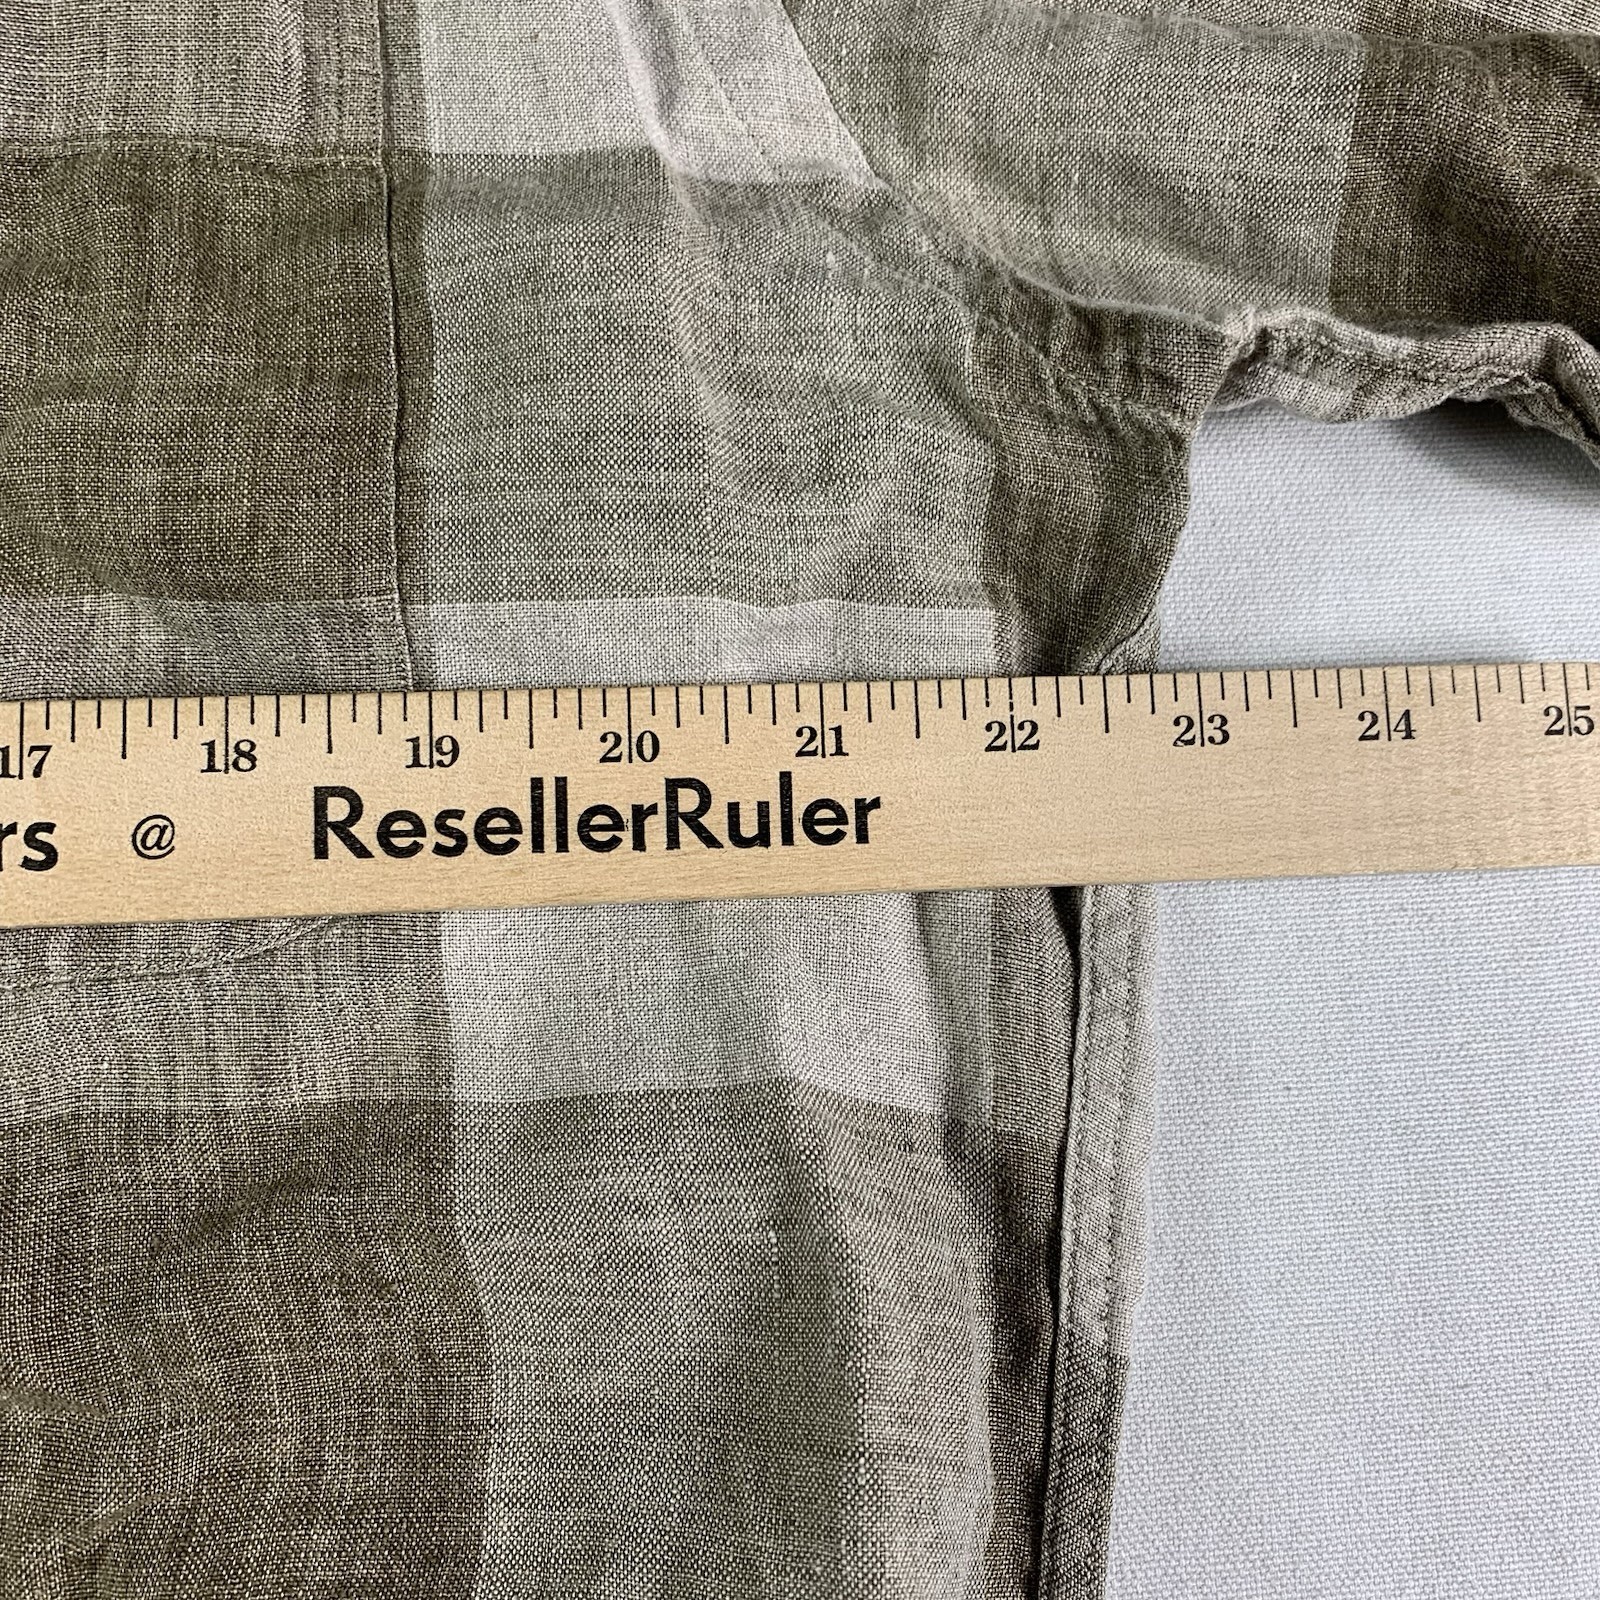 17 18 19 20 21 22 23 24 25
rs @ ResellerRuler